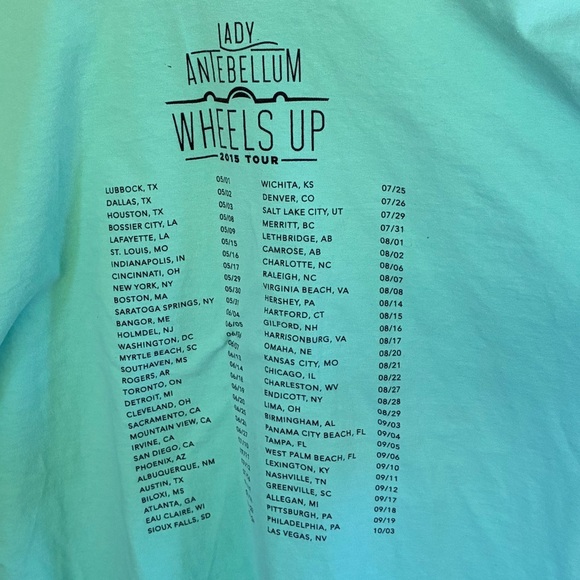 LADY
ANTEBELLUM
WHEELS UP
2015 TOUR
LUBBOCK, TX 05/01
DALLAS, TX 05/02
HOUSTON, TX 05/03
BOSSIER CITY, LA 05/08
LAFAYETTE, LA 05/09
ST. LOUIS, MO 05/15
INDIANAPOLIS, IN 05/16
CINCINNATI, OH 05/17
NEW YORK, NY 05/29
BOSTON, MA 05/30
SARATOGA SPRINGS, NY
BANGOR, ME 06/04
HOLMDEL, NJ 06/05
WASHINGTON, DC
MYRTLE BEACH, SC
SOUTHAVEN, MS
ROGERS, AR
TORONTO, ON
DETROIT, MI
CLEVELAND, OH
SACRAMENTO, CA
MOUNTAIN VIEW, CA
IRVINE, CA
SAN DIEGO, CA
PHOENIX, AZ
ALBUQUERQUE, NM
AUSTIN, TX
BILOXI, MS
ATLANTA, GA
EAU CLAIRE, WI
SIOUX FALLS, SD
WICHITA, KS 07/25
DENVER, CO 07/26
SALT LAKE CITY, UT 07/29
MERRITT, BC 07/31
LETHBRIDGE, AB 08/01
CAMROSE, AB 08/02
CHARLOTTE, NC 08/06
RALEIGH, NC 08/07
VIRGINIA BEACH, VA 08/08
HERSHEY, PA 08/14
HARTFORD, CT 08/15
GILFORD, NH 08/16
HARRISONBURG, VA 08/17
OMAHA, NE 08/20
KANSAS CITY, MO 08/21
CHICAGO, IL 08/22
CHARLESTON, WV 08/27
ENDICOTT, NY 08/28
LIMA, OH 08/29
BIRMINGHAM, AL 09/03
PANAMA CITY BEACH, FL 09/04
TAMPA, FL 09/05
WEST PALM BEACH, FL 09/06
LEXINGTON, KY 09/10
NASHVILLE, TN 09/11
GREENVILLE, SC 09/12
ALLEGAN, MI 09/17
PITTSBURGH, PA 09/18
PHILADELPHIA, PA 09/19
LAS VEGAS, NV 10/03